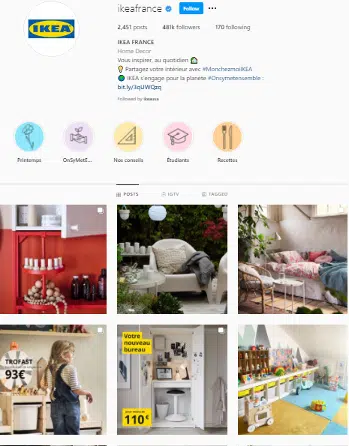 IKEA
ikeafrance Follow ...
2,451 posts 481k followers 170 following
IKEA FRANCE
Home Decor
Vous inspirer, au quotidien
Partagez votre intérieur avec #MonchezmoiIKEA
IKEA s'engage pour la planète #Onsymetensemble :
bit.ly/3qUWQzq
Followed by
Printemps OnSyMetE... Nos conseils Étudiants Recettes
POSTS IGTV TAGGED
TROFAST
93€
Votre
nouveau
bureau
110€